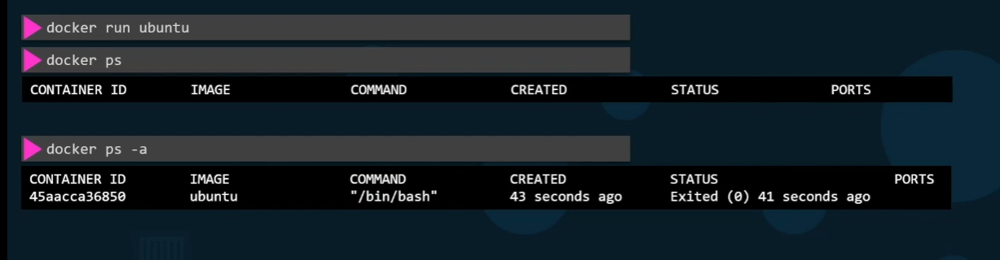 docker run ubuntu
docker ps
CONTAINER ID IMAGE COMMAND CREATED STATUS PORTS
docker ps -a
CONTAINER ID IMAGE COMMAND CREATED STATUS PORTS
45aacca36850 ubuntu "/bin/bash" 43 seconds ago Exited (0) 41 seconds ago